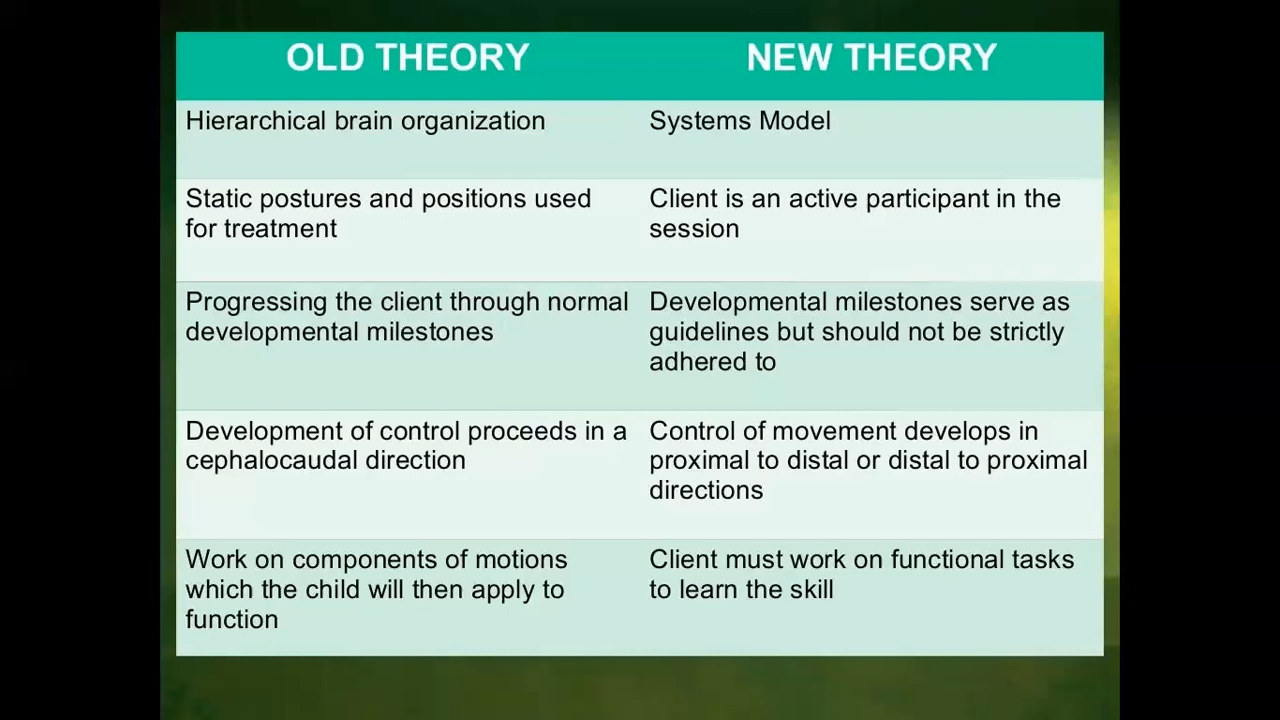 OLD THEORY
NEW THEORY
Hierarchical brain organization
Systems Model
Static postures and positions used
for treatment
Client is an active participant in the
session
Progressing the client through normal
developmental milestones
Developmental milestones serve as
guidelines but should not be strictly
adhered to
Development of control proceeds in a
cephalocaudal direction
Control of movement develops in
proximal to distal or distal to proximal
directions
Work on components of motions
which the child will then apply to
function
Client must work on functional tasks
to learn the skill